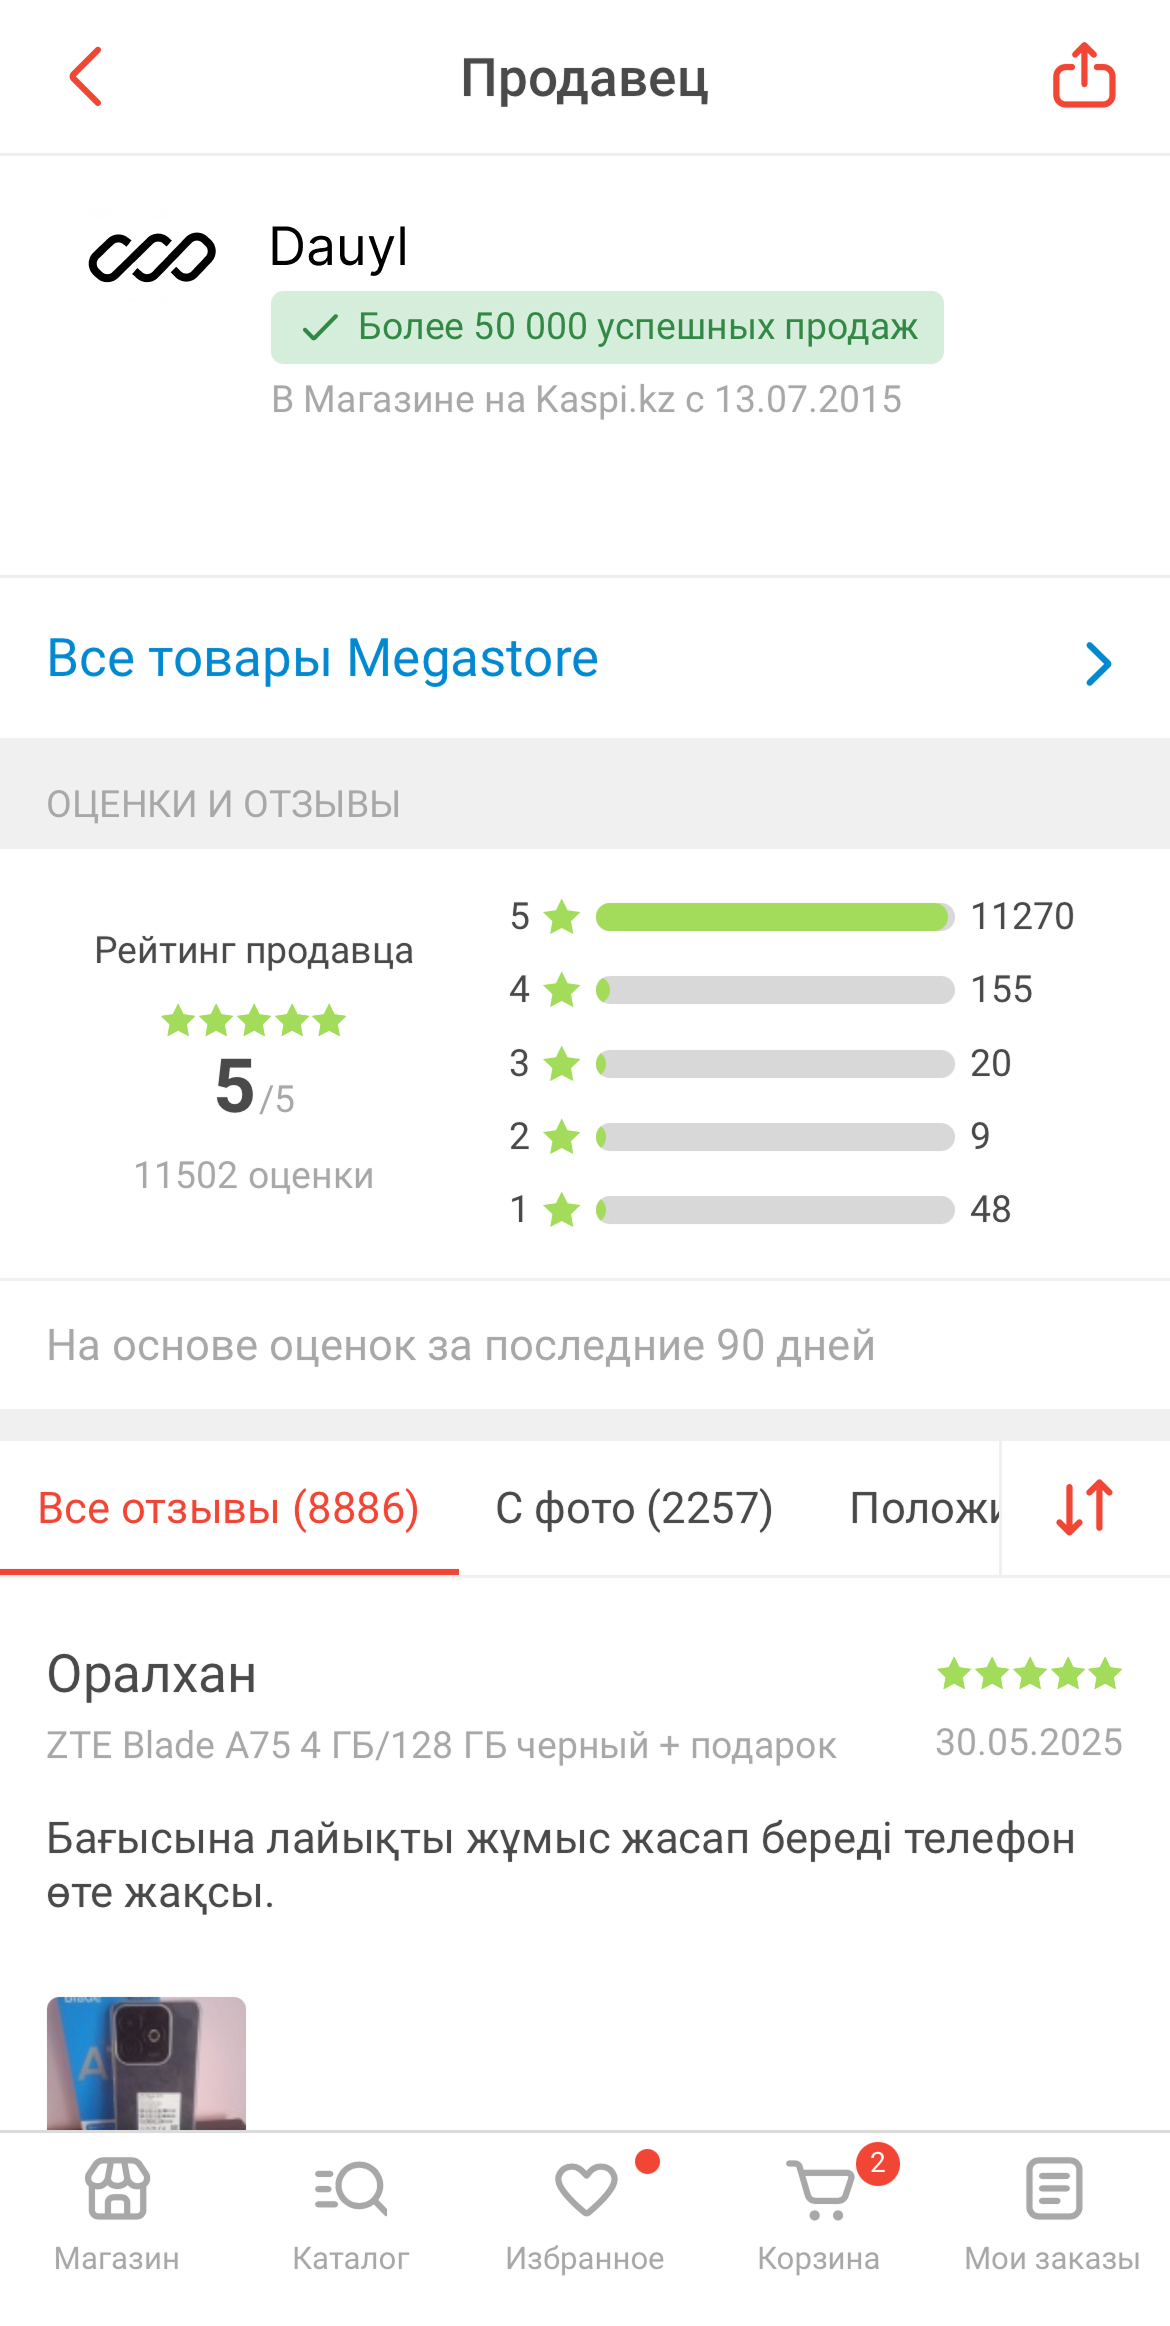 Продавец
Dauyl
Более 50 000 успешных продаж
В Магазине на Kaspi.kz с 13.07.2015
Все товары Megastore
ОЦЕНКИ И ОТЗЫВЫ
Рейтинг продавца
5/5
11502 оценки
5 11270
4 155
3 20
2 9
1 48
На основе оценок за последние 90 дней
Все отзывы (8886) С фото (2257) Положи
Оралхан
ZTE Blade A75 4 ГБ/128 ГБ черный + подарок 30.05.2025
Бағысына лайықты жұмыс жасап береді телефон
өте жақсы.
2
Магазин Каталог Избранное Корзина Мои заказы